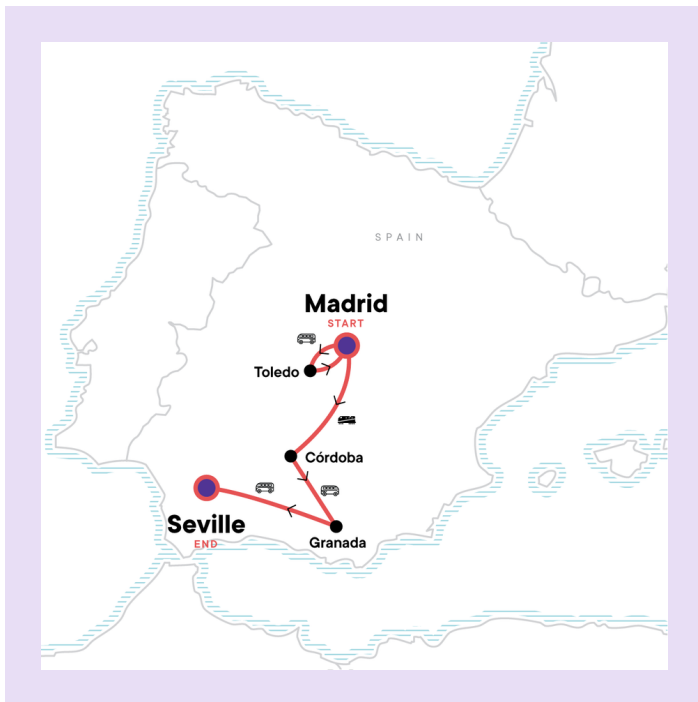 SPAIN
Madrid
START
Toledo
Córdoba
Seville
END
Granada